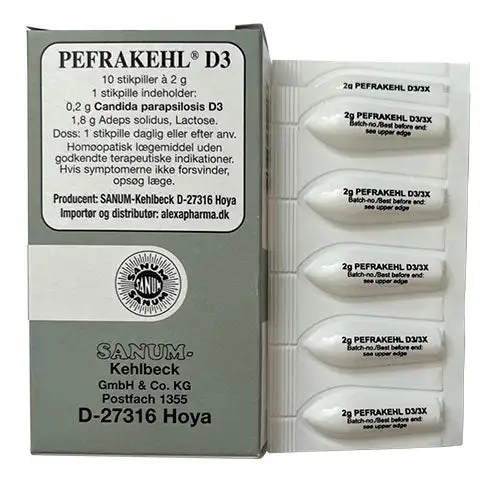 PEFRAKEHL® D3
10 stikpiller à 2 g
1 stikpille indeholder:
0,2 g Candida parapsilosis D3
1,8 g Adeps solidus, Lactose.
Doss: 1 stikpille daglig eller efter anv.
Homøopatisk lægemiddel uden
godkendte terapeutiske indikationer.
Hvis symptomerne ikke forsvinder,
opsøg læge.
Producent: SANUM-Kehlbeck D-27316 Hoya
Importør og distributør: alexapharma.dk
SANUM
SANUM
SANUM
SANUM-
Kehlbeck
GmbH & Co. KG
Postfach 1355
D-27316 Hoya
2g PEFRAKEHL D3/3X
Batch-no./Best before end:
see upper edge
2g PEFRAKEHL D3/3X
Batch-no./Best before end:
see upper edge
2g PEFRAKEHL D3/3X
Batch-no./Best before end:
see upper edge
2g PEFRAKEHL D3/3X
Batch-no./Best before end:
see upper edge
2g PEFRAKEHL D3/3X
Batch-no./Best before end:
see upper edge